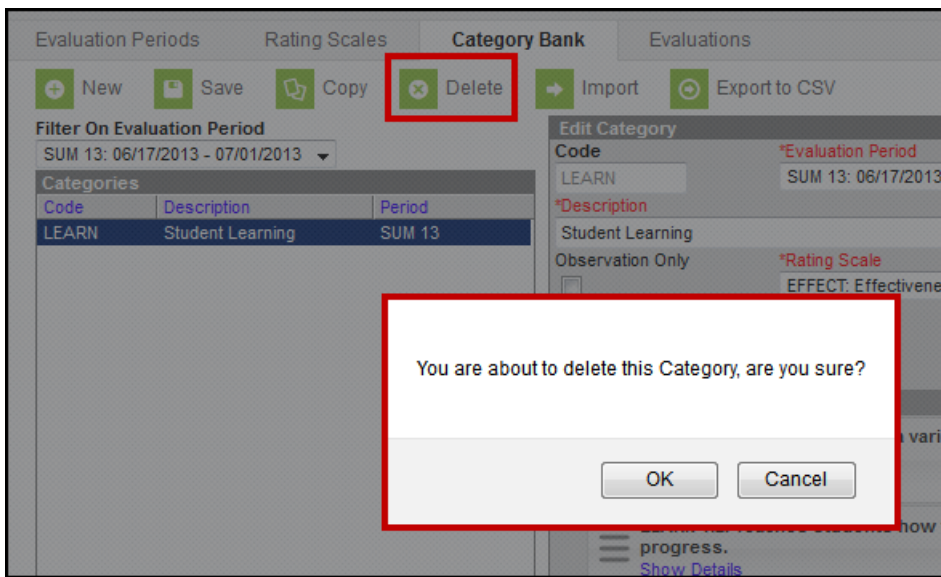 Evaluation Periods Rating Scales Category Bank Evaluations
New Save Copy Delete Import Export to CSV
Filter On Evaluation Period
SUM 13: 06/17/2013 - 07/01/2013
Categories
Code Description Period
LEARN Student Learning SUM 13
Edit Category
Code *Evaluation Period
LEARN SUM 13: 06/17/2013
*Description
Student Learning
Observation Only *Rating Scale
EFFECT: Effectivene
You are about to delete this Category, are you sure?
OK Cancel
a vari
how
progress.
Show Details